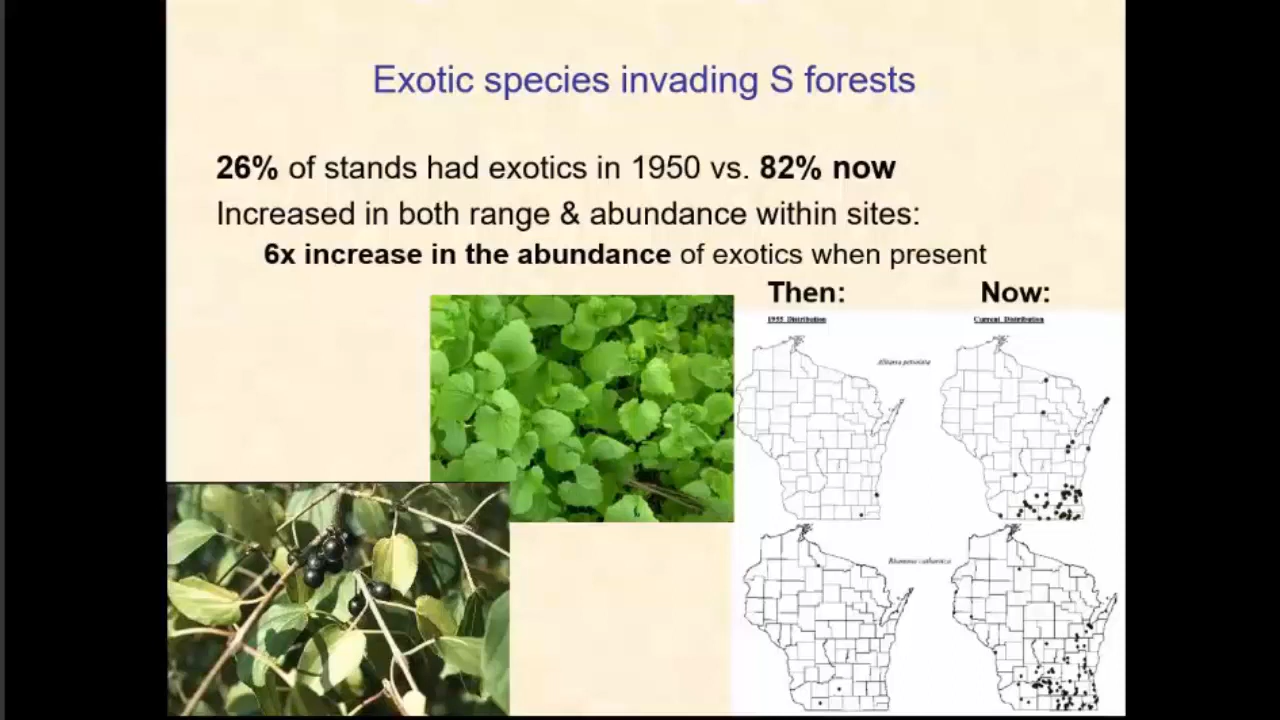 Exotic species invading S forests
26% of stands had exotics in 1950 vs. 82% now
Increased in both range & abundance within sites:
6x increase in the abundance of exotics when present
Then:
Now:
1955 Distribution
Current Distribution
Alliaria petiolata
Rhamnus cathartica